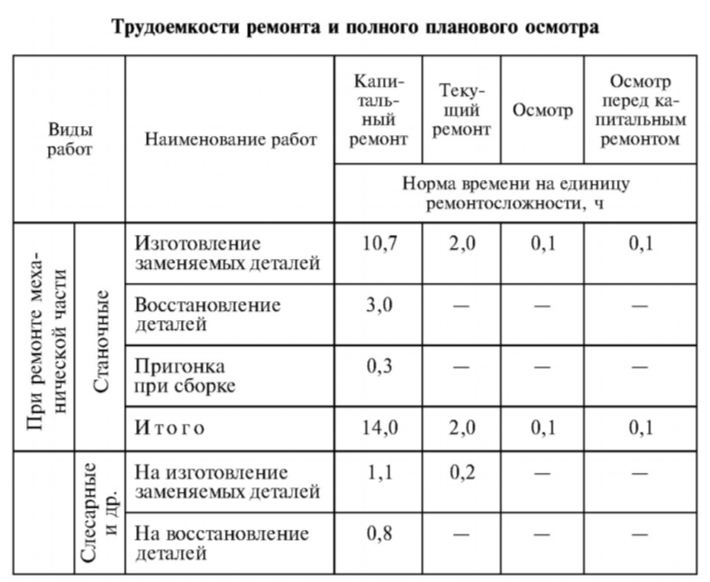 Трудоемкости ремонта и полного планового осмотра
Виды
работ
Наименование работ
Капи-
таль-
ный
ремонт
Теку-
щий
ремонт
Осмотр
Осмотр
перед ка-
питальным
ремонтом
Норма времени на единицу
ремонтосложности, ч
При ремонте меха-
нической части
Станочные
Изготовление
заменяемых деталей
10,7 2,0 0,1 0,1
Восстановление
деталей
3,0 — — —
Пригонка
при сборке
0,3 — — —
Итого 14,0 2,0 0,1 0,1
Слесарные
и др.
На изготовление
заменяемых деталей
1,1 0,2 — —
На восстановление
деталей
0,8 — — —